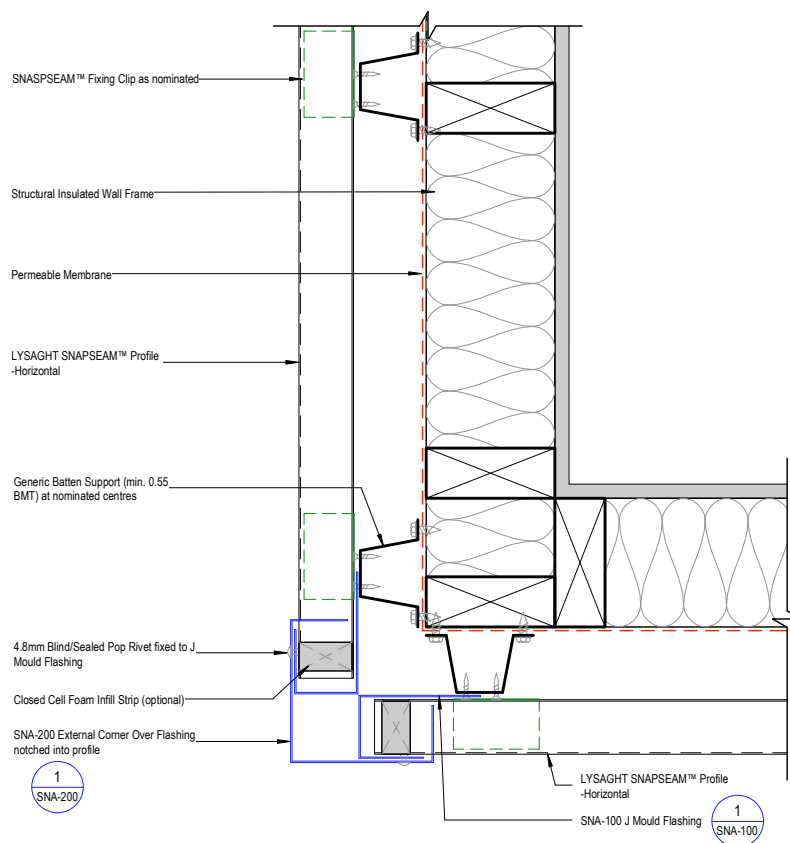 SNASPSEAM™ Fixing Clip as nominated
Structural Insulated Wall Frame
Permeable Membrane
LYSAGHT SNAPSEAM™ Profile
-Horizontal
Generic Batten Support (min. 0.55
BMT) at nominated centres
4.8mm Blind/Sealed Pop Rivet fixed to J
Mould Flashing
Closed Cell Foam Infill Strip (optional)
SNA-200 External Corner Over Flashing
notched into profile
1
SNA-200
LYSAGHT SNAPSEAM™ Profile
-Horizontal
SNA-100 J Mould Flashing
1
SNA-100